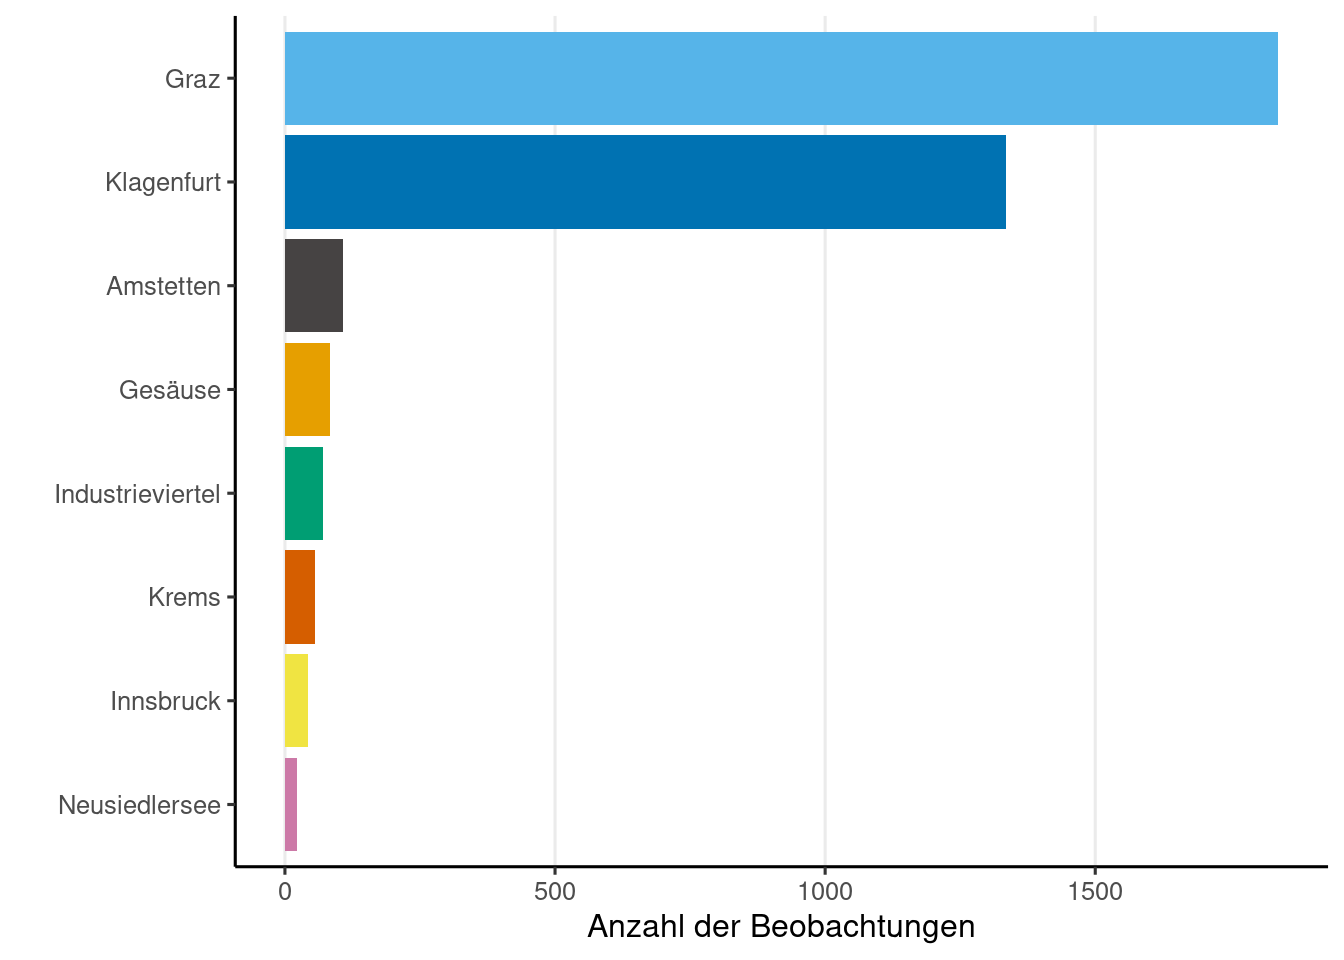 Graz
Klagenfurt
Amstetten
Gesäuse
Industrieviertel
Krems
Innsbruck
Neusiedlersee
0 500 1000 1500
Anzahl der Beobachtungen